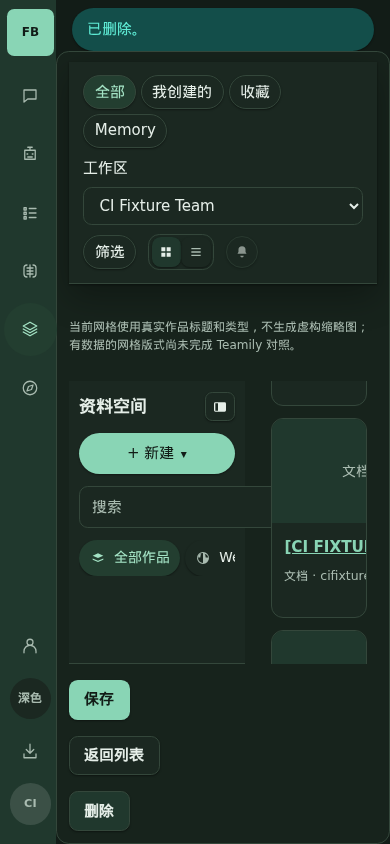 FB
已删除。
全部
我创建的
收藏
Memory
工作区
CI Fixture Team
筛选
当前网格使用真实作品标题和类型，不生成虚构缩略图；
有数据的网格版式尚未完成 Teamily 对照。
资料空间
+ 新建 ▾
搜索
全部作品
We
文档
[CI FIXTU
文档 · cifixture
保存
返回列表
删除
深色
CI